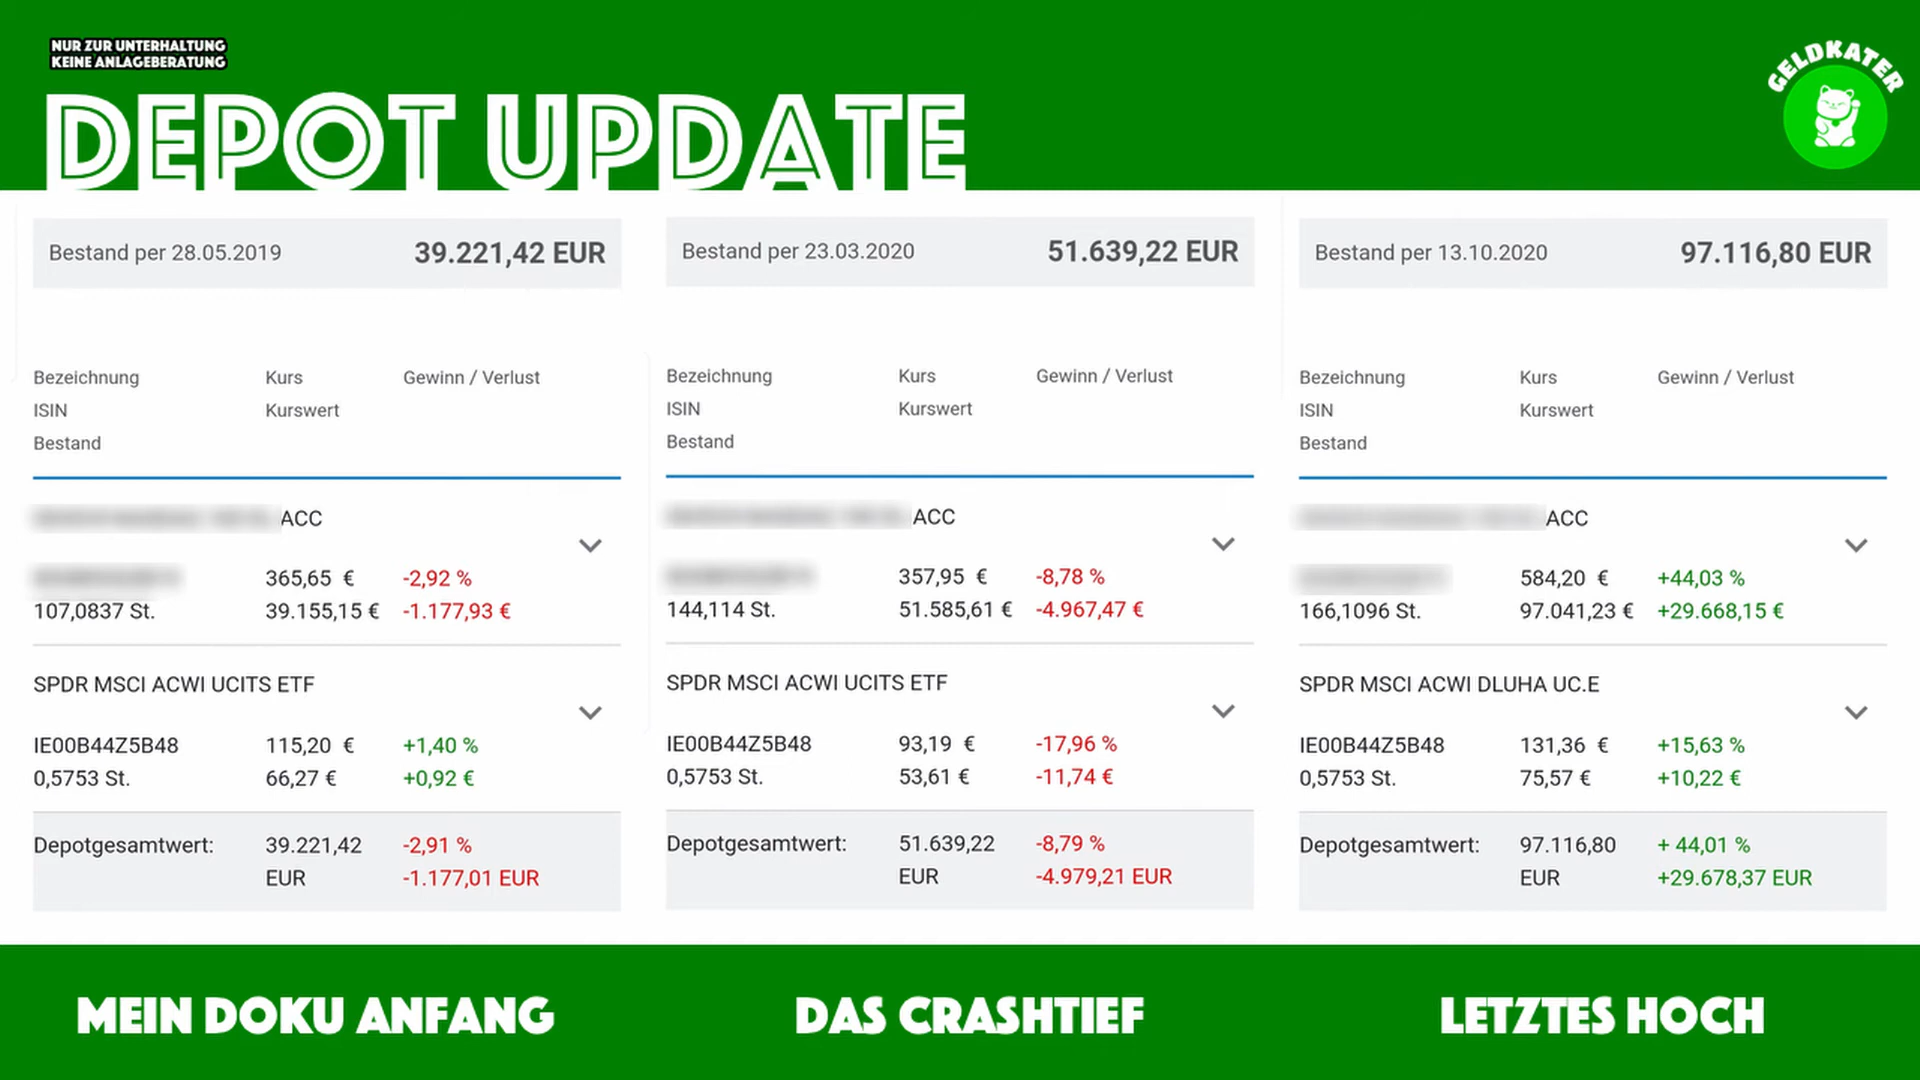 NUR ZUR UNTERHALTUNG
KEINE ANLAGEBERATUNG
DEPOT UPDATE
GELDKATER
Bestand per 28.05.2019 39.221,42 EUR
Bezeichnung Kurs Gewinn / Verlust
ISIN Kurswert
Bestand
ACC
365,65 € -2,92 %
107,0837 St. 39.155,15 € -1.177,93 €
SPDR MSCI ACWI UCITS ETF
IE00B44Z5B48 115,20 € +1,40 %
0,5753 St. 66,27 € +0,92 €
Depotgesamtwert: 39.221,42 -2,91 %
EUR -1.177,01 EUR
MEIN DOKU ANFANG
Bestand per 23.03.2020 51.639,22 EUR
Bezeichnung Kurs Gewinn / Verlust
ISIN Kurswert
Bestand
ACC
357,95 € -8,78 %
144,114 St. 51.585,61 € -4.967,47 €
SPDR MSCI ACWI UCITS ETF
IE00B44Z5B48 93,19 € -17,96 %
0,5753 St. 53,61 € -11,74 €
Depotgesamtwert: 51.639,22 -8,79 %
EUR -4.979,21 EUR
DAS CRASHTIEF
Bestand per 13.10.2020 97.116,80 EUR
Bezeichnung Kurs Gewinn / Verlust
ISIN Kurswert
Bestand
ACC
584,20 € +44,03 %
166,1096 St. 97.041,23 € +29.668,15 €
SPDR MSCI ACWI DLUHA UC.E
IE00B44Z5B48 131,36 € +15,63 %
0,5753 St. 75,57 € +10,22 €
Depotgesamtwert: 97.116,80 + 44,01 %
EUR +29.678,37 EUR
LETZTES HOCH